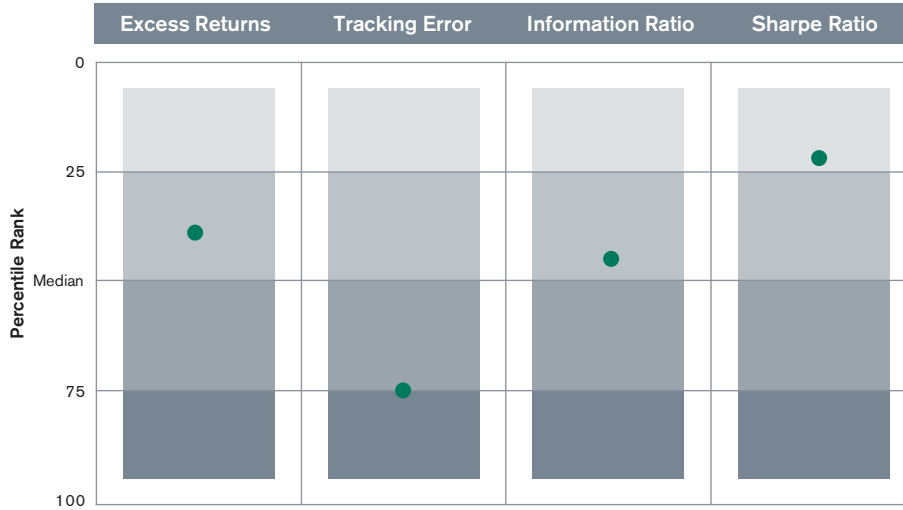 Excess Returns Tracking Error Information Ratio Sharpe Ratio
Percentile Rank
0
25
Median
75
100